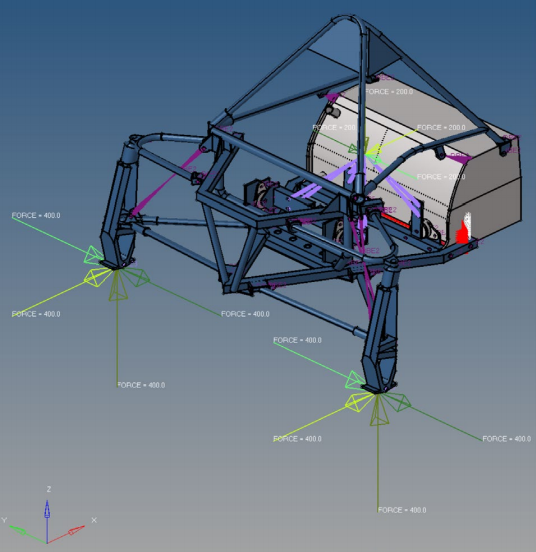 FORCE = 200.0
FORCE = 200
FORCE = 200.0
FORCE = 200.0
FORCE = 400.0
FORCE = 400.0
FORCE = 400.0
FORCE = 400.0
FORCE = 400.0
FORCE = 400.0
FORCE = 400.0
FORCE = 400.0
Z
Y
X